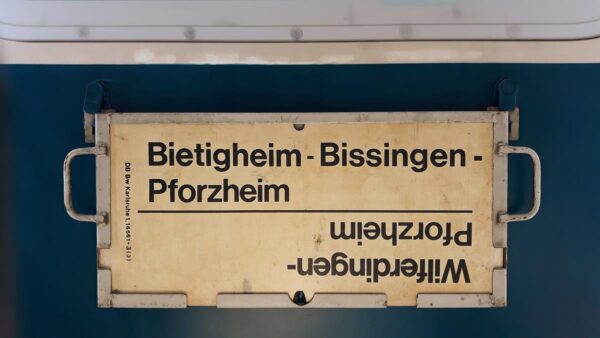 Bietigheim - Bissingen -
Pforzheim
Wilferdingen-
Pforzheim